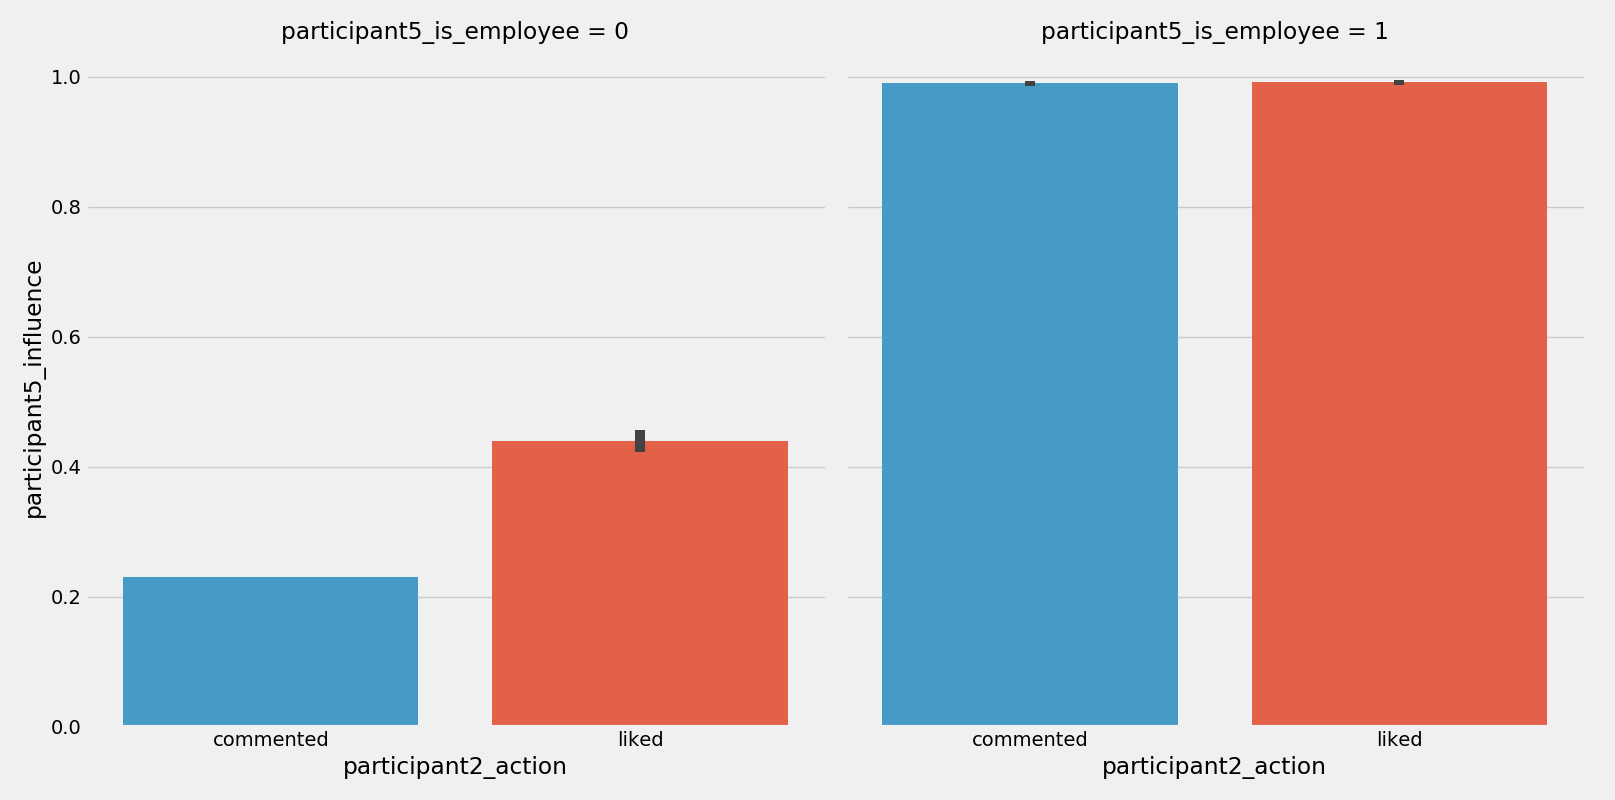 participant5_is_employee = 0
participant5_is_employee = 1
participant5_influence
1.0
0.8
0.6
0.4
0.2
0.0
commented
liked
commented
liked
participant2_action
participant2_action